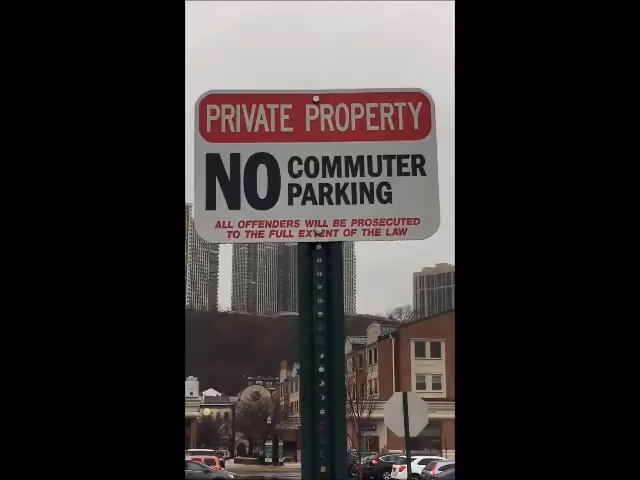 PRIVATE PROPERTY
NO COMMUTER
PARKING
ALL OFFENDERS WILL BE PROSECUTED
TO THE FULL EXTENT OF THE LAW